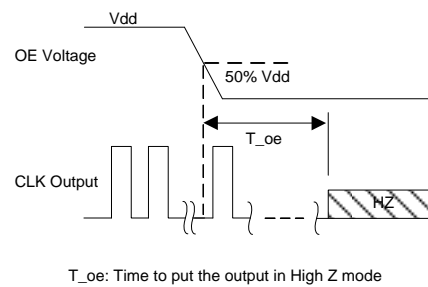 Vdd
OE Voltage
50% Vdd
T_oe
CLK Output
HZ
T_oe: Time to put the output in High Z mode